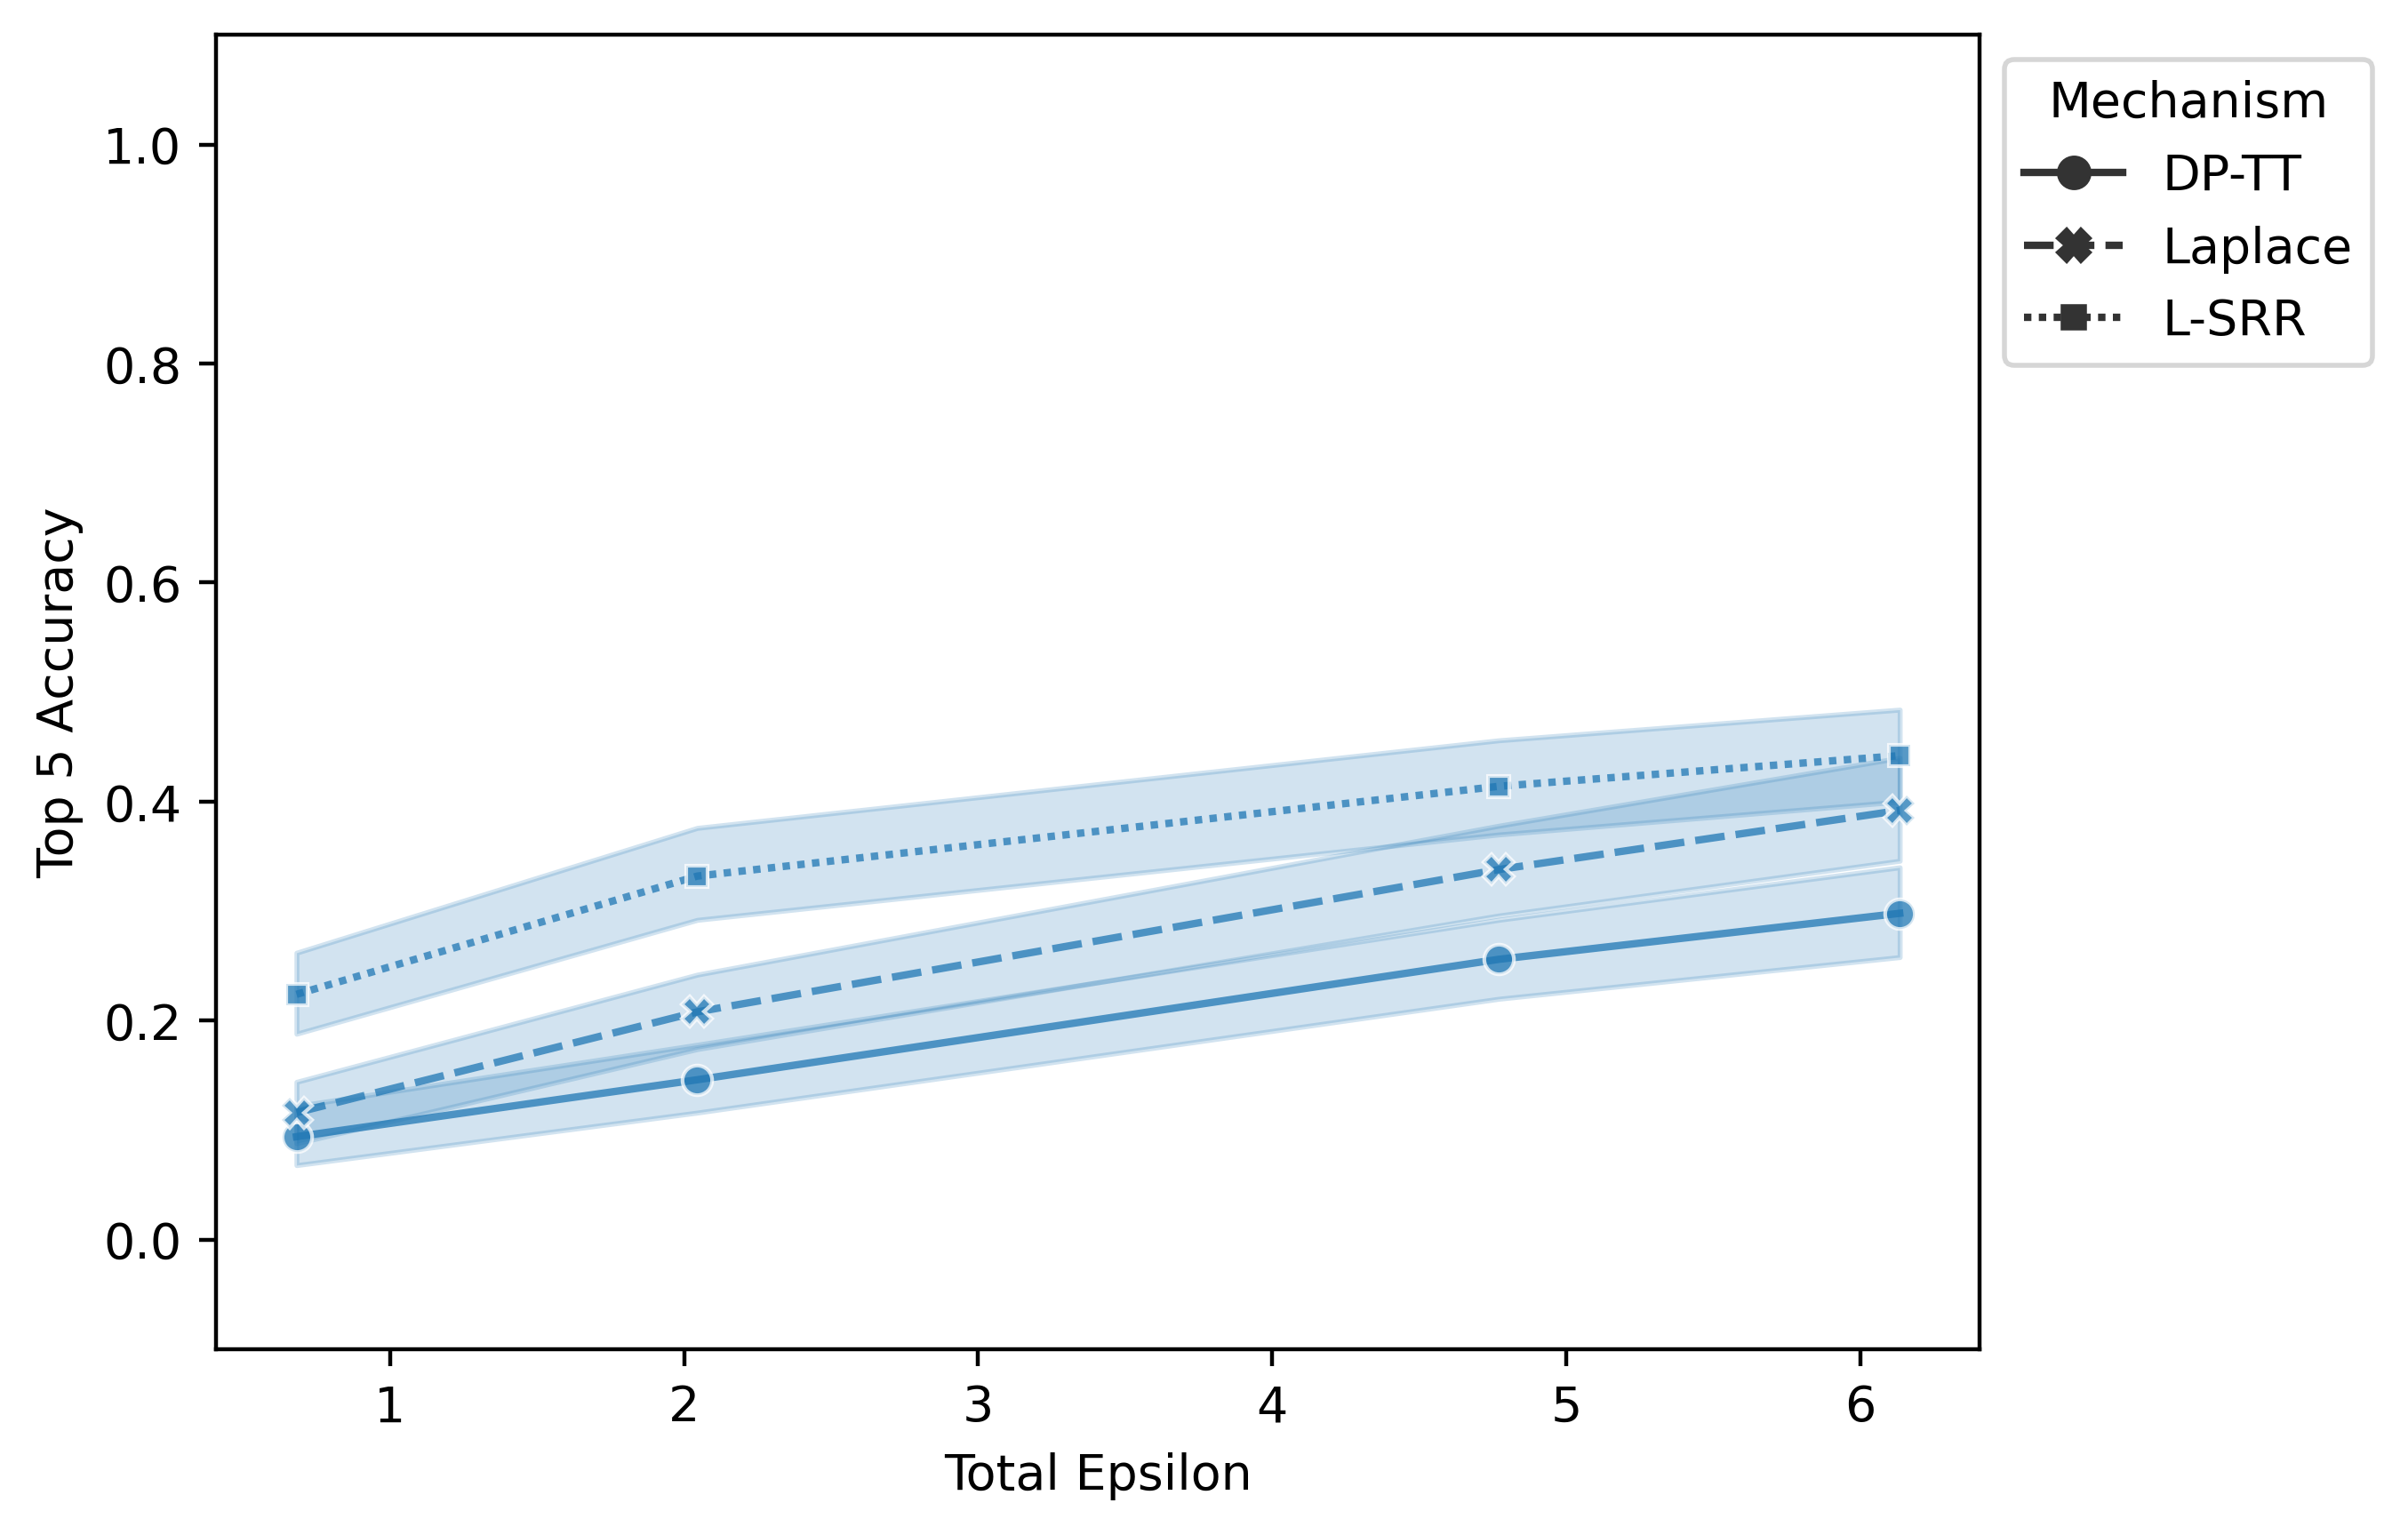 Top 5 Accuracy
1.0
0.8
0.6
0.4
0.2
0.0
1 2 3 4 5 6
Total Epsilon
Mechanism
DP-TT
Laplace
L-SRR